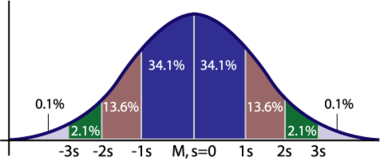 34.1% 34.1%
0.1% 13.6% 13.6% 0.1%
2.1% 2.1%
-3s -2s -1s M, s=0 1s 2s 3s